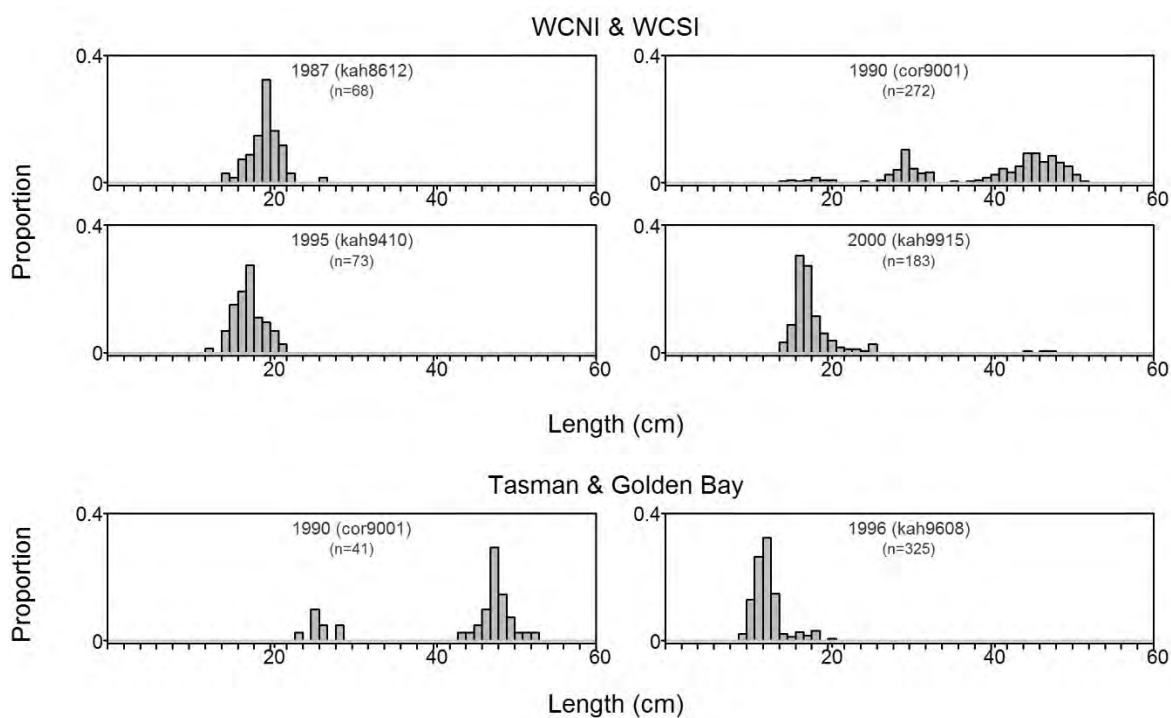 WCNI & WCSI
Proportion
0.4
0
1987 (kah8612)
(n=68)
20
40
60
0.4
0
1990 (cor9001)
(n=272)
20
40
60
0.4
0
1995 (kah9410)
(n=73)
20
40
60
0.4
0
2000 (kah9915)
(n=183)
20
40
60
Length (cm)
Tasman & Golden Bay
Proportion
0.4
0
1990 (cor9001)
(n=41)
20
40
60
0.4
0
1996 (kah9608)
(n=325)
20
40
60
Length (cm)